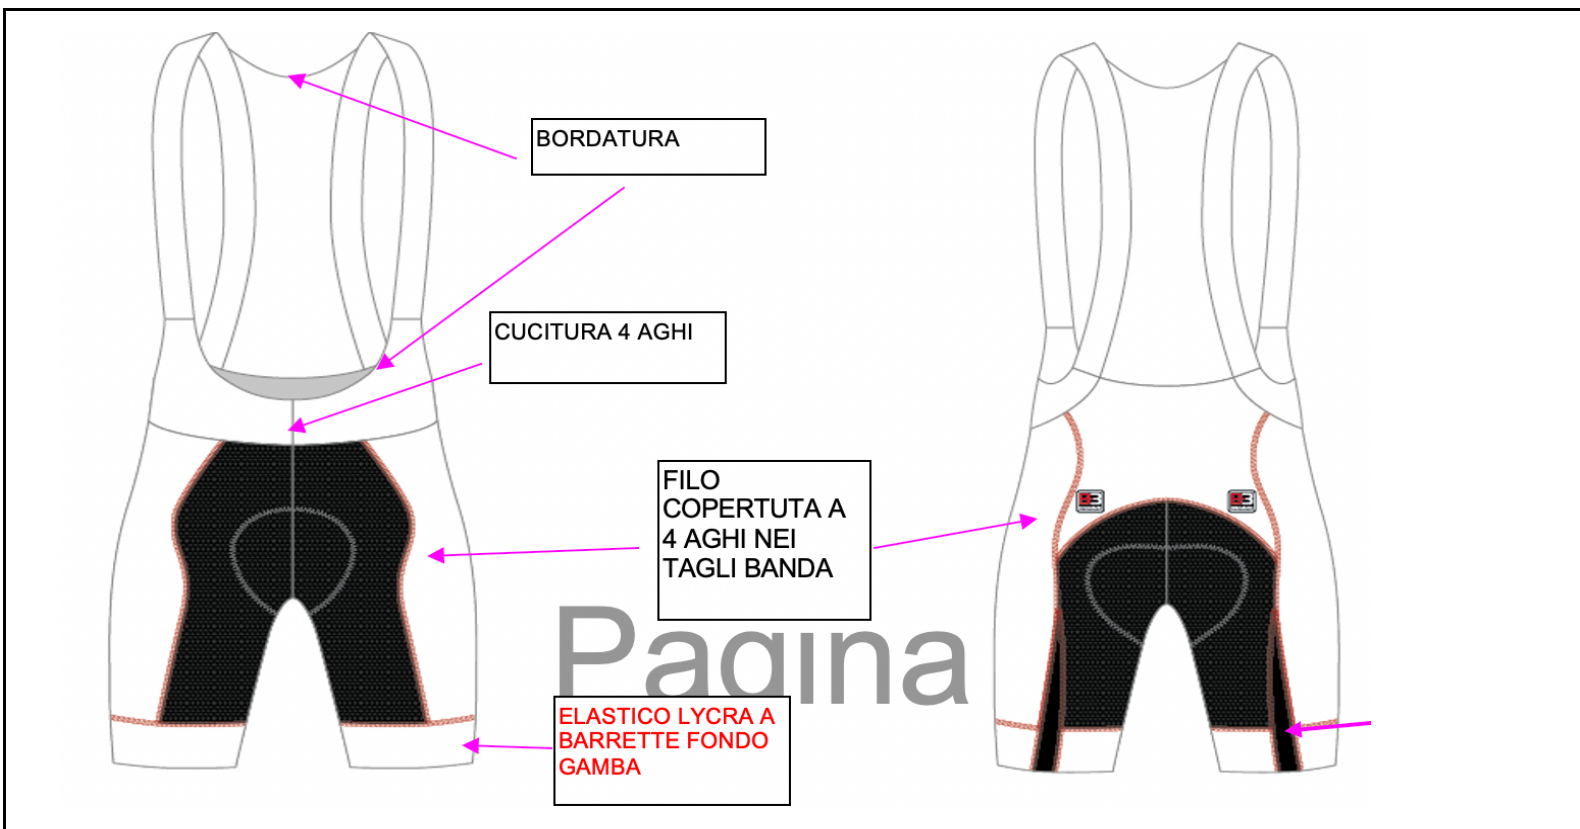 BORDATURA
CUCITURA 4 AGHI
FILO
COPERTUTA A
4 AGHI NEI
TAGLI BANDA
Pagina
ELASTICO LYCRA A
BARRETTE FONDO
GAMBA